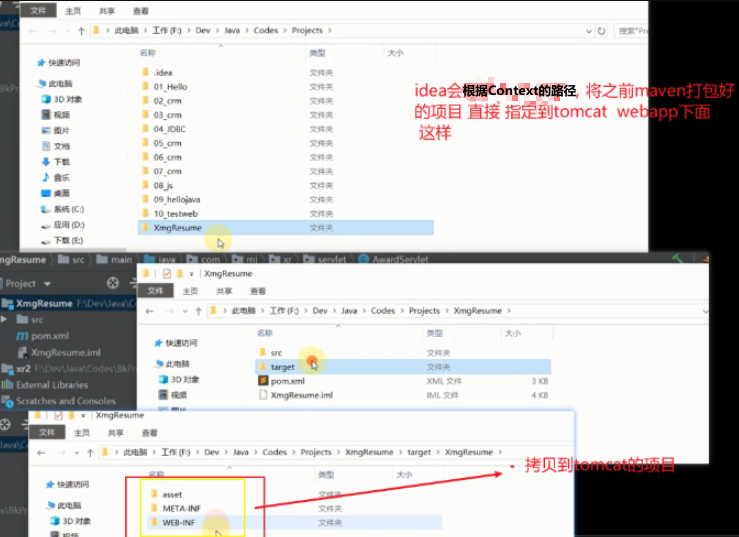 文件 主页 共享 查看
此电脑 > 工作 (F:) > Dev > Java > Codes > Projects >
搜索"Pr
名称 类型 大小
快速访问
此电脑
3D 对象
视频
图片
文档
下载
音乐
桌面
系统 (C:)
应用 (D:)
下载 (E:)
.idea 文件夹
01_Hello 文件夹
02_crm 文件夹
03_crm 文件夹
04_JDBC 文件夹
05_crm 文件夹
06_crm 文件夹
07_crm 文件夹
08_js 文件夹
09_hellojava 文件夹
10_testweb 文件夹
XmgResume 文件夹
idea会 根据Context的路径, 将之前maven打包好
的项目 直接 指定到tomcat webapp下面
这样
mgResume src main java com mj xr servlet AwardServlet
Project
XmgResume F:\Dev\Java\Co
src
pom.xml
XmgResume.iml
xr2 F:\Dev\Java\Codes\BkPr
External Libraries
Scratches and Consoles
XmgResume
文件 主页 共享 查看
此电脑 > 工作 (F:) > Dev > Java > Codes > Projects > XmgResume >
名称 类型 大小
快速访问
此电脑
3D 对象
视频
src 文件夹
target 文件夹
pom.xml XML 文件 3 KB
XmgResume.iml IML 文件 4 KB
XmgResume
文件 主页 共享 查看
此电脑 > 工作 (F:) > Dev > Java > Codes > Projects > XmgResume > target > XmgResume >
名称 类型 大小
快速访问
此电脑
3D 对象
视频
asset 文件夹
META-INF 文件夹
WEB-INF 文件夹
- 拷贝到tomcat的项目